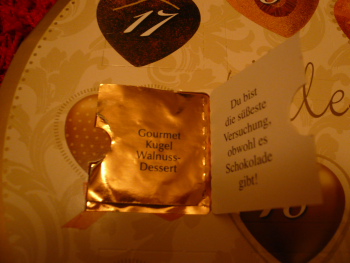 17
Gourmet
Kugel
Walnuss-
Dessert
Du bist
die süßeste
Versuchung,
obwohl es
Schokolade
gibt!